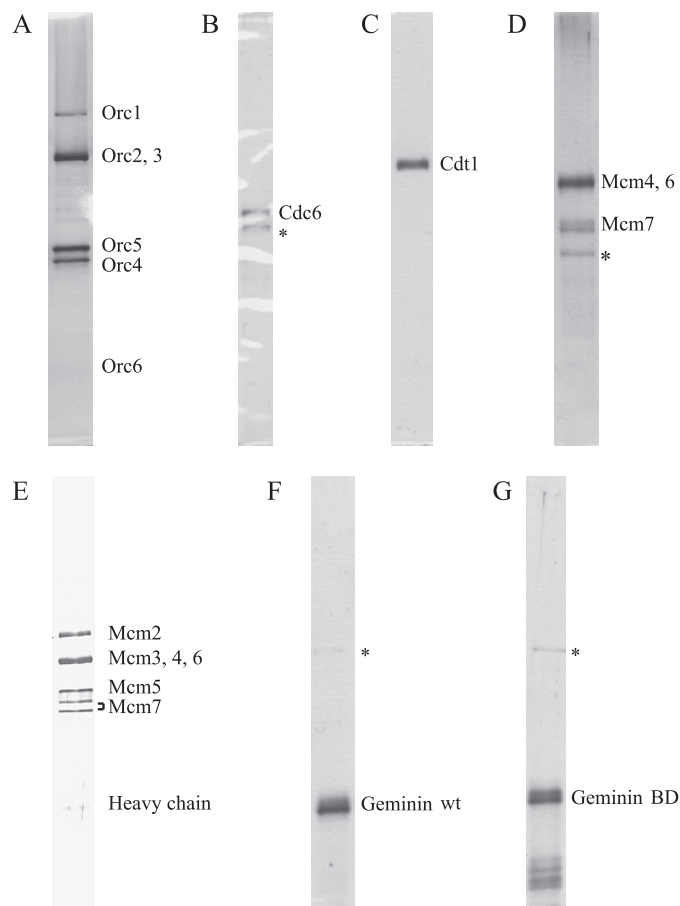 A
Orc1
Orc2, 3
Orc5
Orc4
Orc6
B
Cdc6
*
C
Cdt1
D
Mcm4, 6
Mcm7
*
E
Mcm2
Mcm3, 4, 6
Mcm5
Mcm7
Heavy chain
F
*
Geminin wt
G
*
Geminin BD